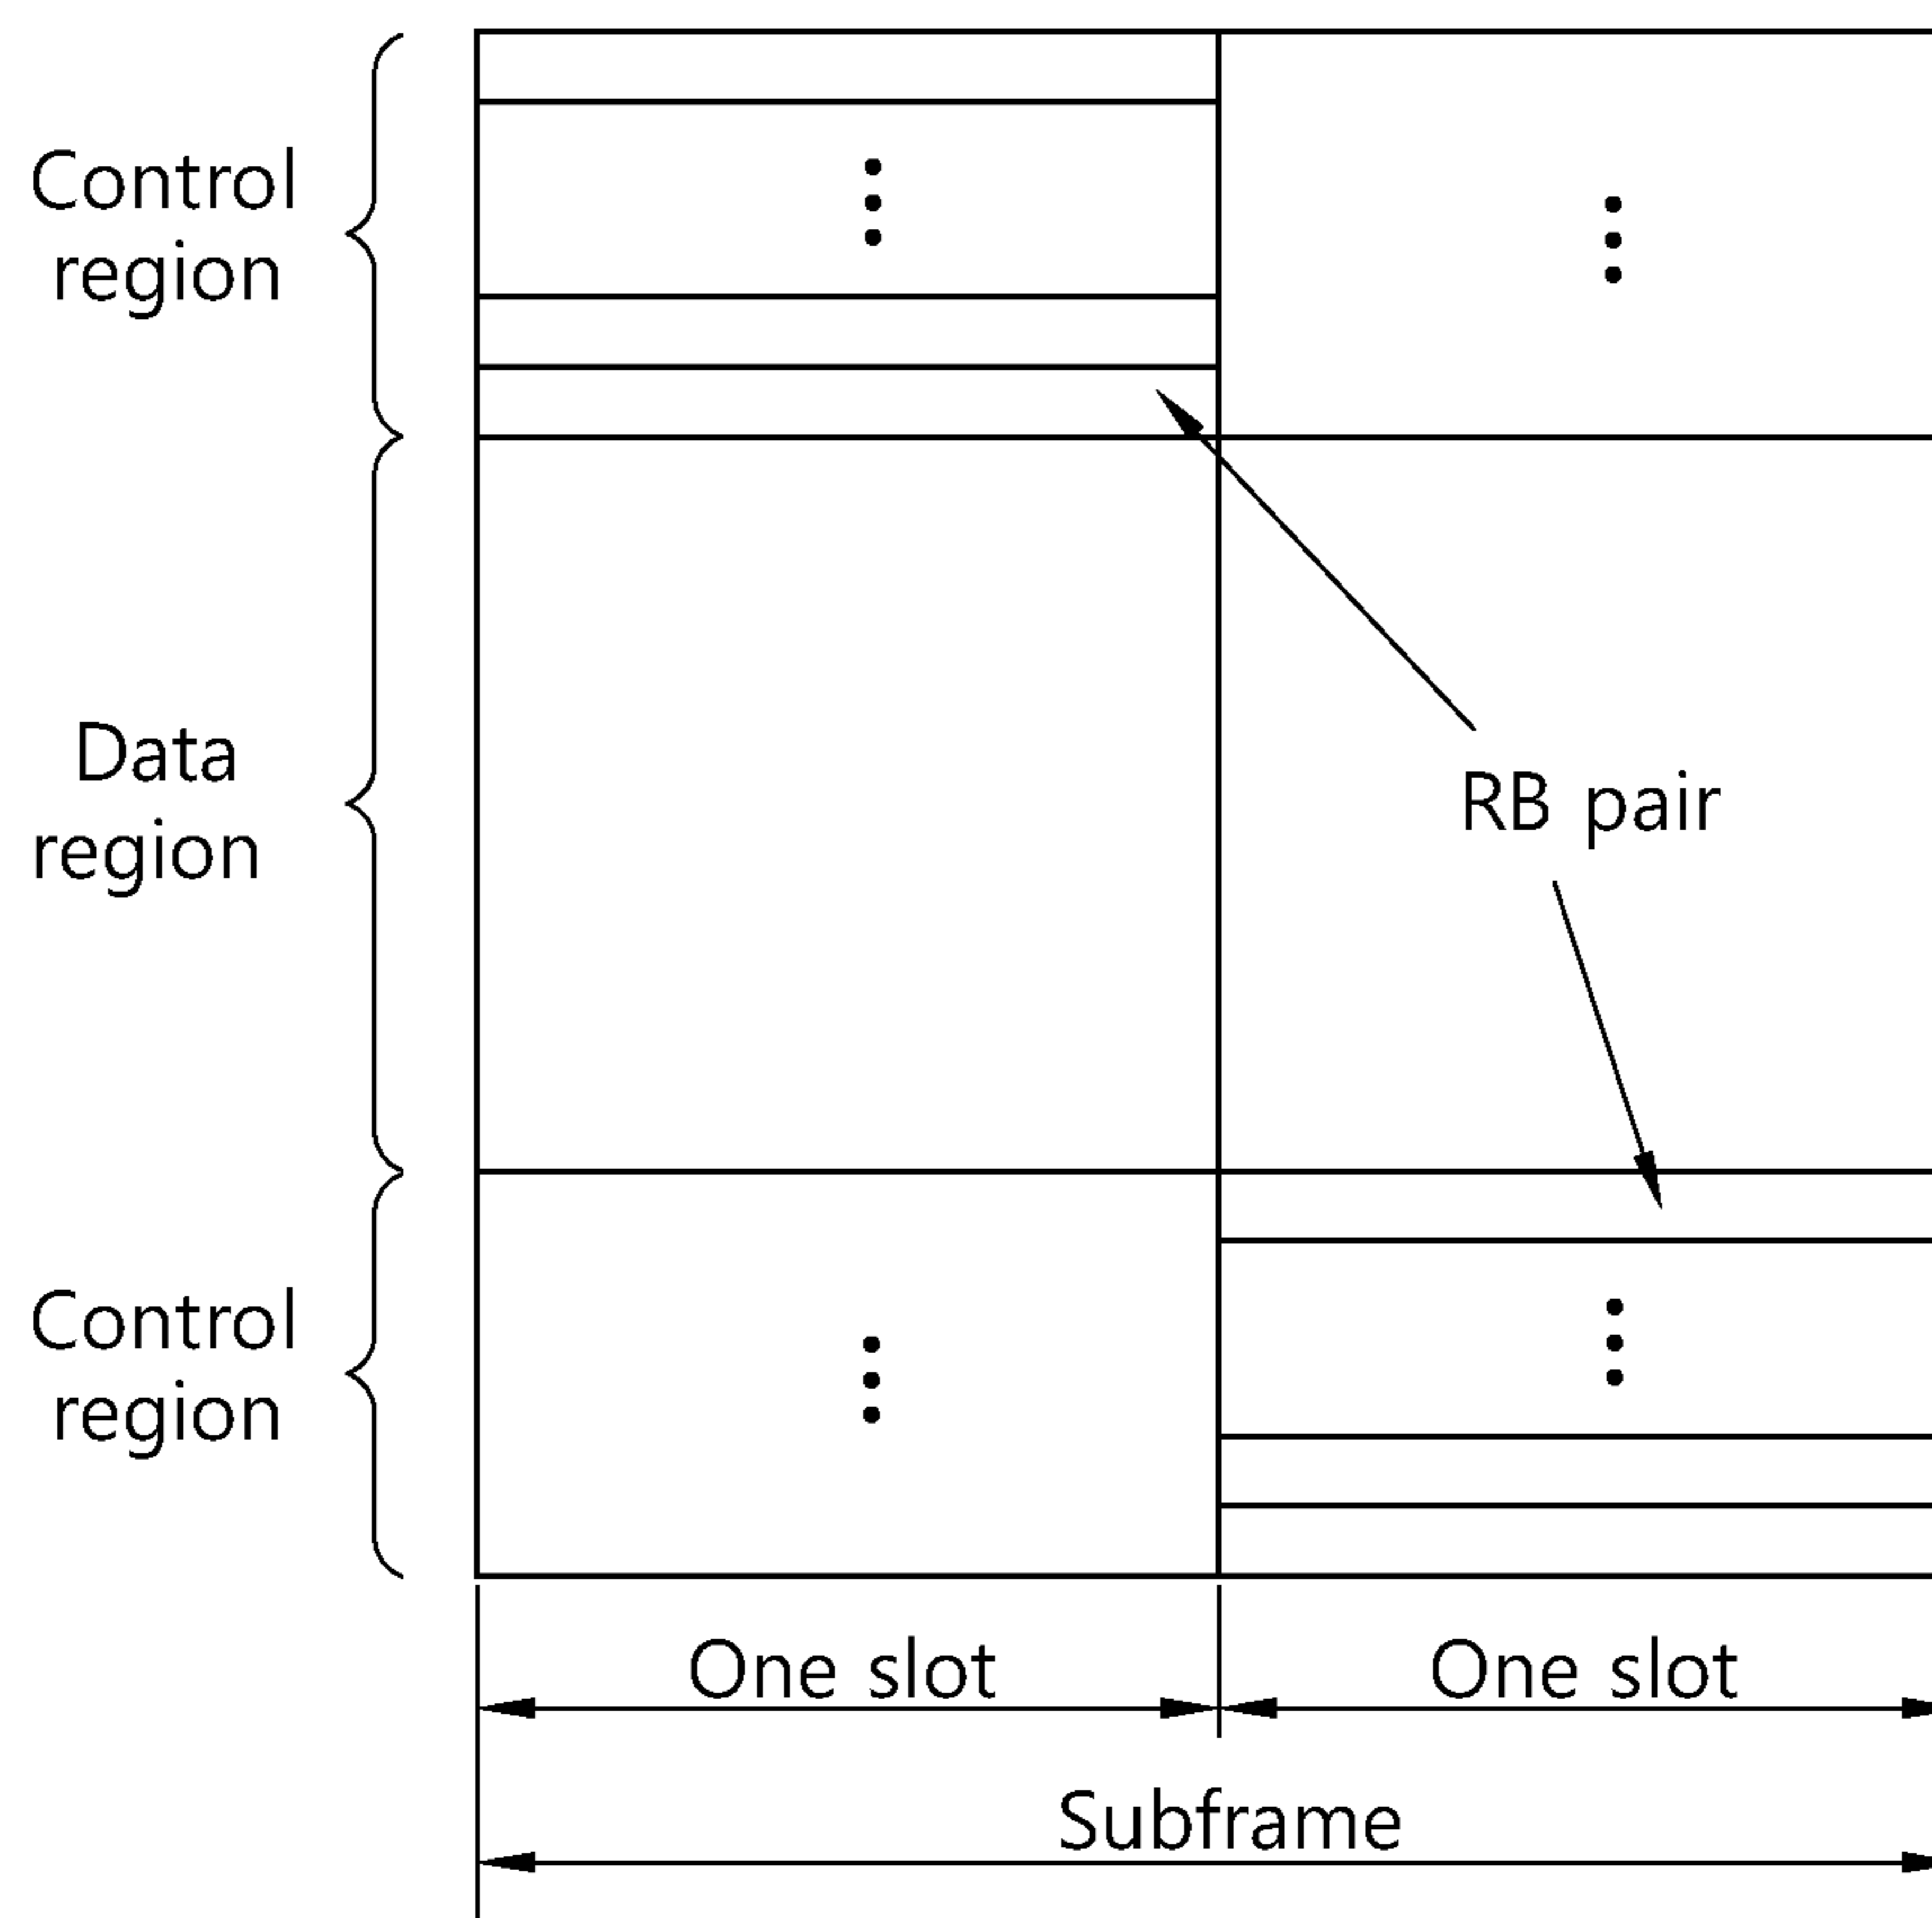 Control
region
Data
region
RB pair
Control
region
One slot
One slot
Subframe